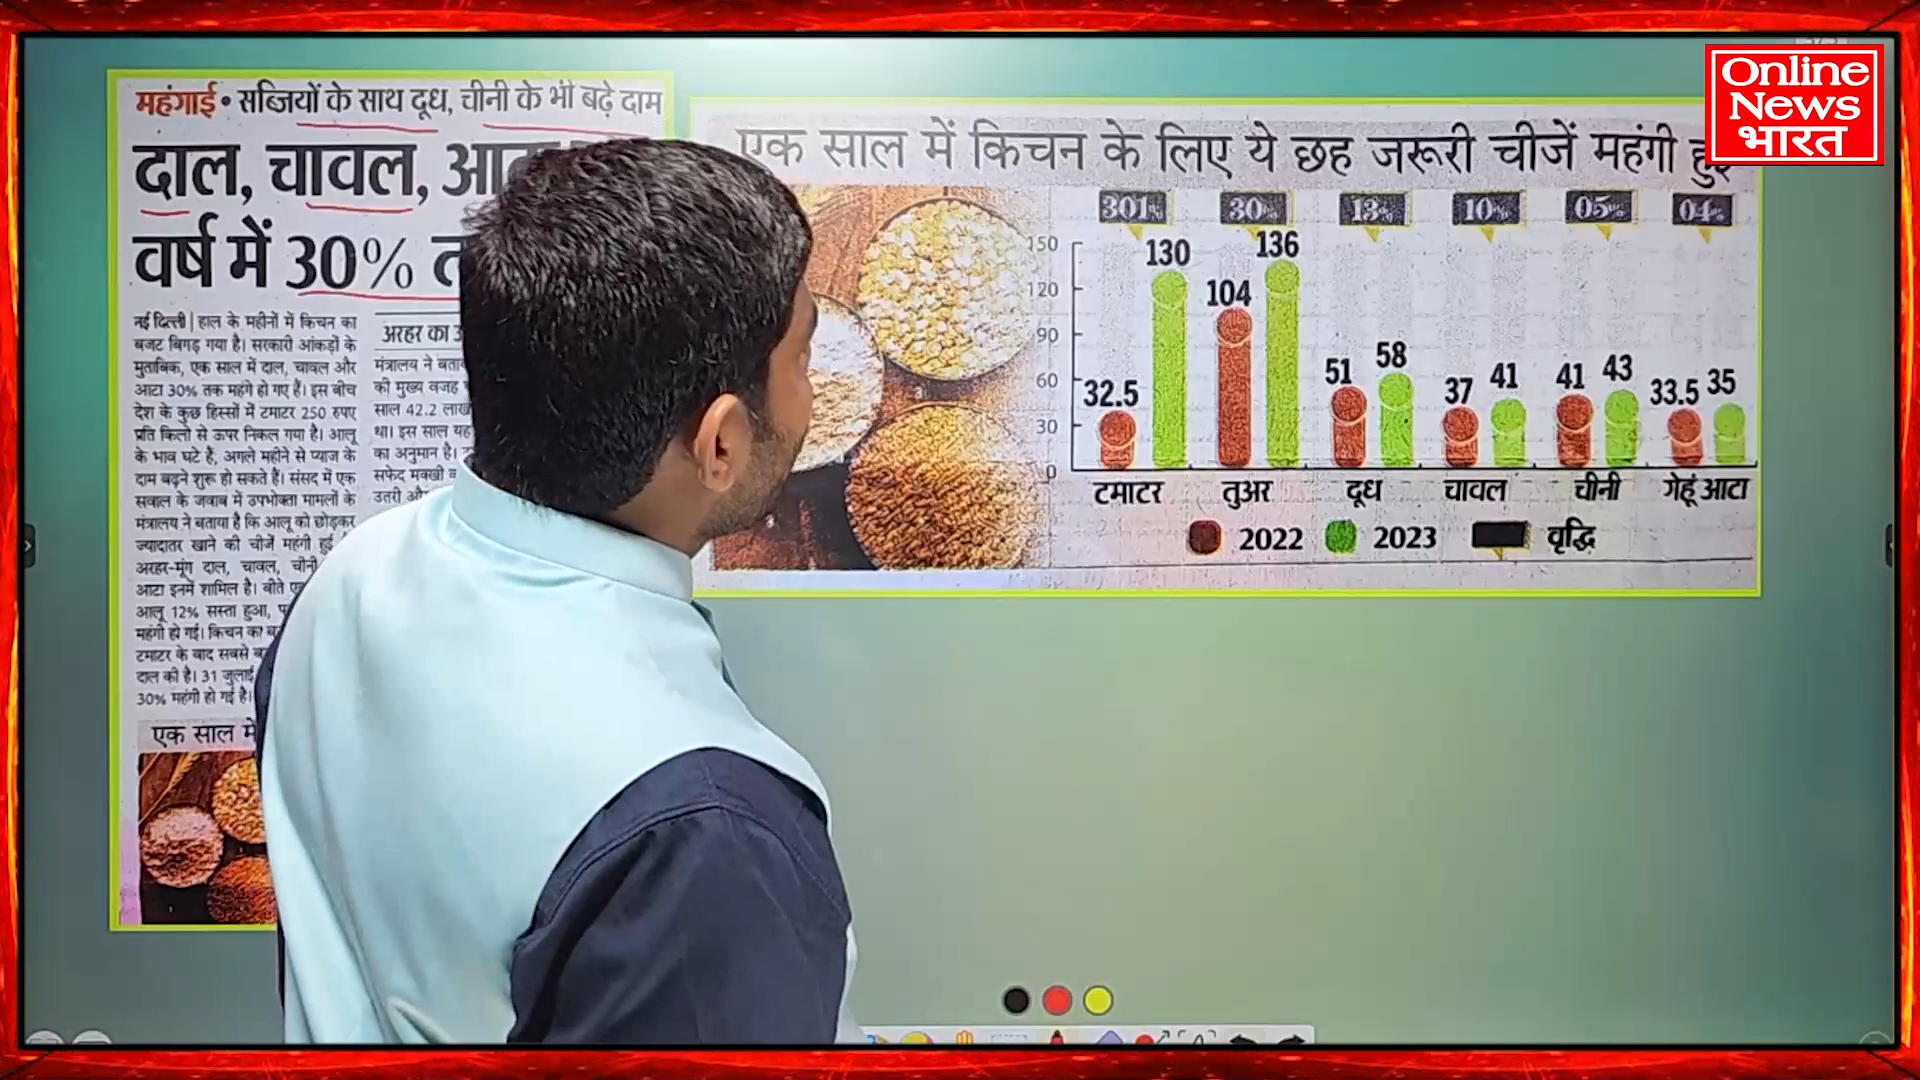 Online
News
भारत
महंगाई • सब्जियों के साथ दूध, चीनी के भी बढ़े दाम
दाल, चावल,
वर्ष में 30%
नई दिल्ली | हाल के महीनों में किचन का
बजट बिगड़ गया है। सरकारी आंकड़ों के
मुताबिक, एक साल में दाल, चावल और
आटा 30% तक महंगे हो गए हैं। इस बीच
देश के कुछ हिस्सों में टमाटर 250 रुपए
प्रति किलो से ऊपर निकल गया है। आलू
के भाव घटे हैं, अगले महीने से प्याज के
दाम बढ़ने शुरू हो सकते हैं। संसद में एक
सवाल के जवाब में उपभोक्ता मामलों के
मंत्रालय ने बताया है कि आलू को छोड़कर
ज्यादातर खाने की चीजें महंगी हुई
अरहर-मूंग दाल, चावल, चीनी
आटा इनमें शामिल है। बीते
आलू 12% सस्ता हुआ,
महंगी हो गई। किचन का
टमाटर के बाद सबसे
दाल की है। 31 जुलाई
30% महंगी हो गई है।
अरहर का
मंत्रालय ने
की मुख्य वजह
साल 42.2 लाख
था। इस साल यह
का अनुमान है।
सफेद मक्खी
उतरी
एक साल में
एक साल में किचन के लिए ये छह जरूरी चीजें महंगी
301% 30% 13% 10% 05% 04%
150
120
90
60
30
0
32.5 130 104 136 51 58 37 41 41 43 33.5 35
टमाटर तुअर दूध चावल चीनी गेहूं आटा
2022 2023 वृद्धि